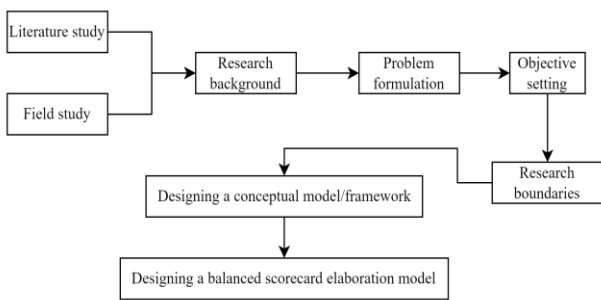 Literature study
Field study
Research
background
Problem
formulation
Objective
setting
Research
boundaries
Designing a conceptual model/framework
Designing a balanced scorecard elaboration model